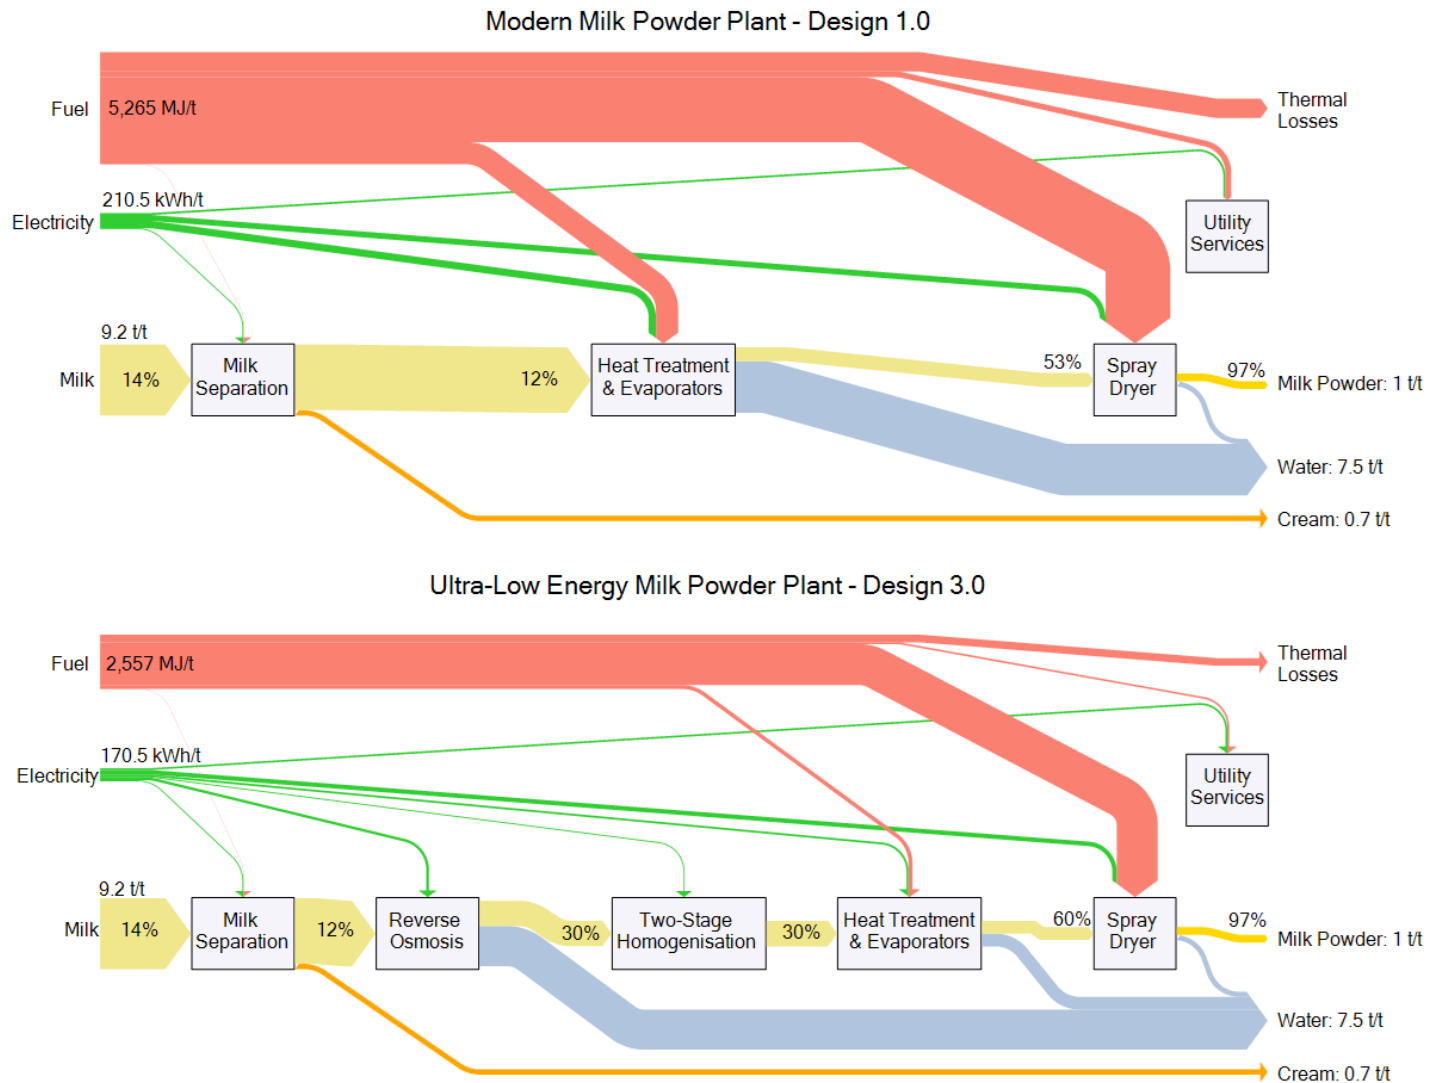 Modern Milk Powder Plant - Design 1.0
Fuel
5,265 MJ/t
Thermal
Losses
210.5 kWh/t
Electricity
Utility
Services
9.2 t/t
Milk
14%
Milk
Separation
12%
Heat Treatment
& Evaporators
53%
Spray
Dryer
97%
Milk Powder: 1 t/t
Water: 7.5 t/t
Cream: 0.7 t/t
Ultra-Low Energy Milk Powder Plant - Design 3.0
Fuel
2,557 MJ/t
Thermal
Losses
170.5 kWh/t
Electricity
Utility
Services
9.2 t/t
Milk
14%
Milk
Separation
12%
Reverse
Osmosis
30%
Two-Stage
Homogenisation
30%
Heat Treatment
& Evaporators
60%
Spray
Dryer
97%
Milk Powder: 1 t/t
Water: 7.5 t/t
Cream: 0.7 t/t